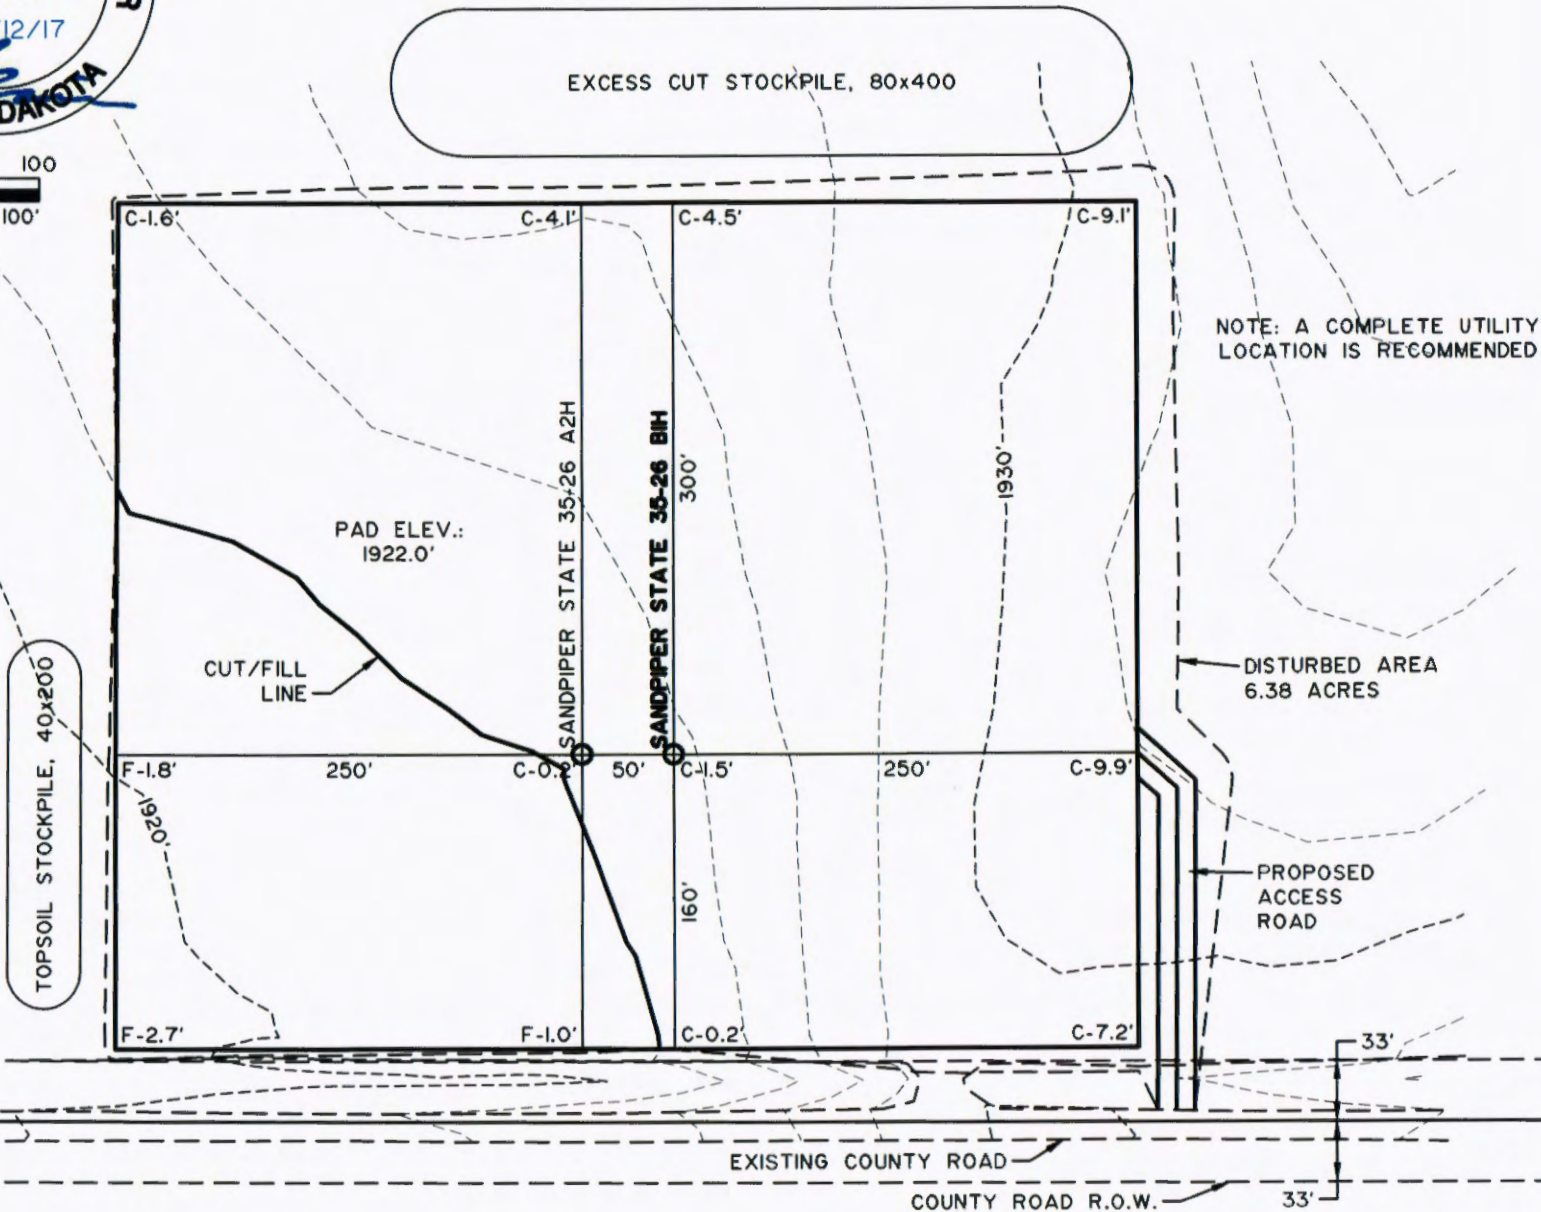 12/17
DAKOTA
100
100'
EXCESS CUT STOCKPILE, 80x400
C-1.6'
C-4.1'
C-4.5'
C-9.1'
NOTE: A COMPLETE UTILITY
LOCATION IS RECOMMENDED
SANDPIPER STATE 35-26 A2H
SANDPIPER STATE 35-26 B1H
300'
1930'
PAD ELEV.:
1922.0'
CUT/FILL
LINE
TOPSOIL STOCKPILE, 40x200
DISTURBED AREA
6.38 ACRES
F-1.8'
250'
C-0.2'
50'
C-1.5'
250'
C-9.9'
1920'
160'
PROPOSED
ACCESS
ROAD
F-2.7'
F-1.0'
C-0.2'
C-7.2'
33'
EXISTING COUNTY ROAD
COUNTY ROAD R.O.W.
33'